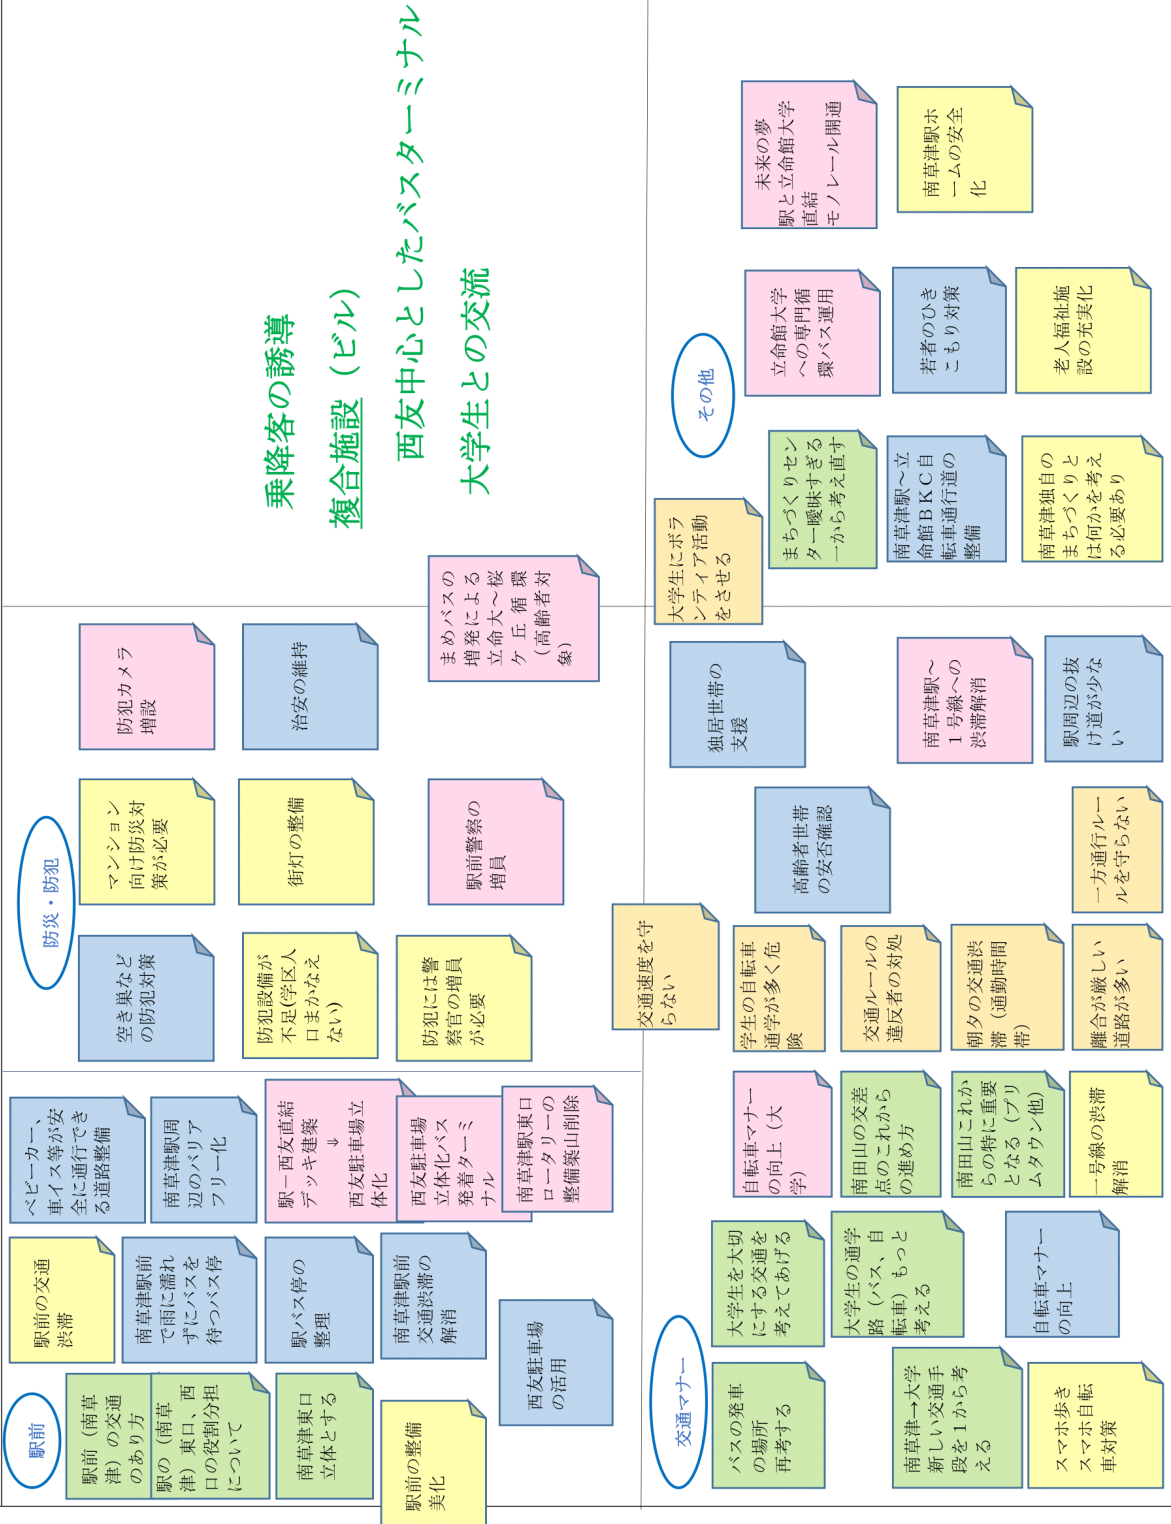 駅前
駅前（南草
津）の交通
のあり方
駅の（南草
津）東口、西
口の役割分担
について
南草津東口
立体とする
駅前の整備
美化
駅前の交通
渋滞
南草津駅前
で雨に濡れ
ずにバスを
待つバス停
駅バス停の
整理
南草津駅前
交通渋滞の
解消
西友駐車場
の活用
ベビーカー、
車イス等が安
全に通行でき
る道路整備
南草津駅周
辺のバリア
フリー化
駅－西友直結
デッキ建築
⇓
西友駐車場立
体化
西友駐車場
立体化バス
発着ターミ
ナル
南草津駅東口
ロータリーの
整備築山削除
防災・防犯
空き巣など
の防犯対策
防犯設備が
不足(学区人
口まかなえ
ない)
防犯には警
察官の増員
が必要
マンション
向け防災対
策が必要
街灯の整備
駅前警察の
増員
防犯カメラ
増設
治安の維持
まめバスの
増発による
立命大～桜
ケ丘循環
（高齢者対
象）
乗降客の誘導
複合施設（ビル）
西友中心としたバスターミナル
大学生との交流
交通マナー
バスの発車
の場所
再考する
南草津→大学
新しい交通手
段を１から考
える
スマホ歩き
スマホ自転
車対策
大学生を大切
にする交通を
考えてあげる
大学生の通学
路（バス、自
転車）もっと
考える
自転車マナー
の向上
自転車マナー
の向上（大
学）
南田山の交差
点のこれから
の進め方
南田山これか
らの特に重要
となる（プリ
ムタウン他）
一号線の渋滞
解消
交通速度を守
らない
学生の自転車
通学が多く危
険
交通ルールの
違反者の対処
朝夕の交通渋
滞（通勤時間
帯）
離合が厳しい
道路が多い
高齢者世帯
の安否確認
一方通行ルー
ルを守らない
独居世帯の
支援
南草津駅～
１号線への
渋滞解消
駅周辺の抜
け道が少な
い
その他
大学生にボラ
ンティア活動
をさせる
まちづくりセン
ター曖昧すぎる
一から考え直す
南草津駅～立
命館ＢＫＣ自
転車通行道の
整備
南草津独自の
まちづくりと
は何かを考え
る必要あり
立命館大学
への専門循
環バス運用
若者のひき
こもり対策
老人福祉施
設の充実化
未来の夢
駅と立命館大学
直結
モノレール開通
南草津駅ホ
ームの安全
化